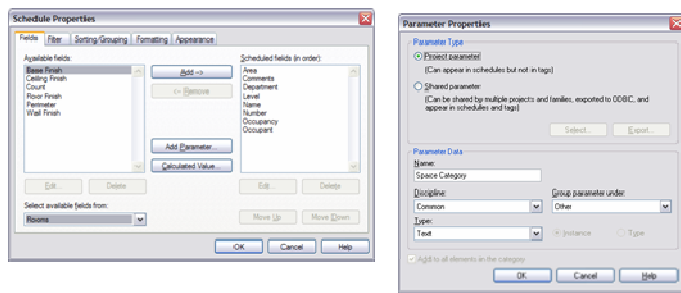 Schedule Properties
Fields Filter Sorting/Grouping Formatting Appearance
Available fields:
Base Finish
Ceiling Finish
Count
Floor Finish
Perimeter
Wall Finish
Add -->
<-- Remove
Add Parameter...
Calculated Value...
Scheduled fields (in order):
Area
Comments
Department
Level
Name
Number
Occupancy
Occupant
Edit... Delete
Edit... Delete
Select available fields from:
Rooms
Move Up Move Down
OK Cancel Help
Parameter Properties
Parameter Type
Project parameter
(Can appear in schedules but not in tags)
Shared parameter
(Can be shared by multiple projects and families, exported to ODBC, and
appear in schedules and tags)
Select... Export...
Parameter Data
Name:
Space Category
Discipline:
Common
Group parameter under:
Other
Type:
Text
Instance Type
Add to all elements in the category
OK Cancel Help